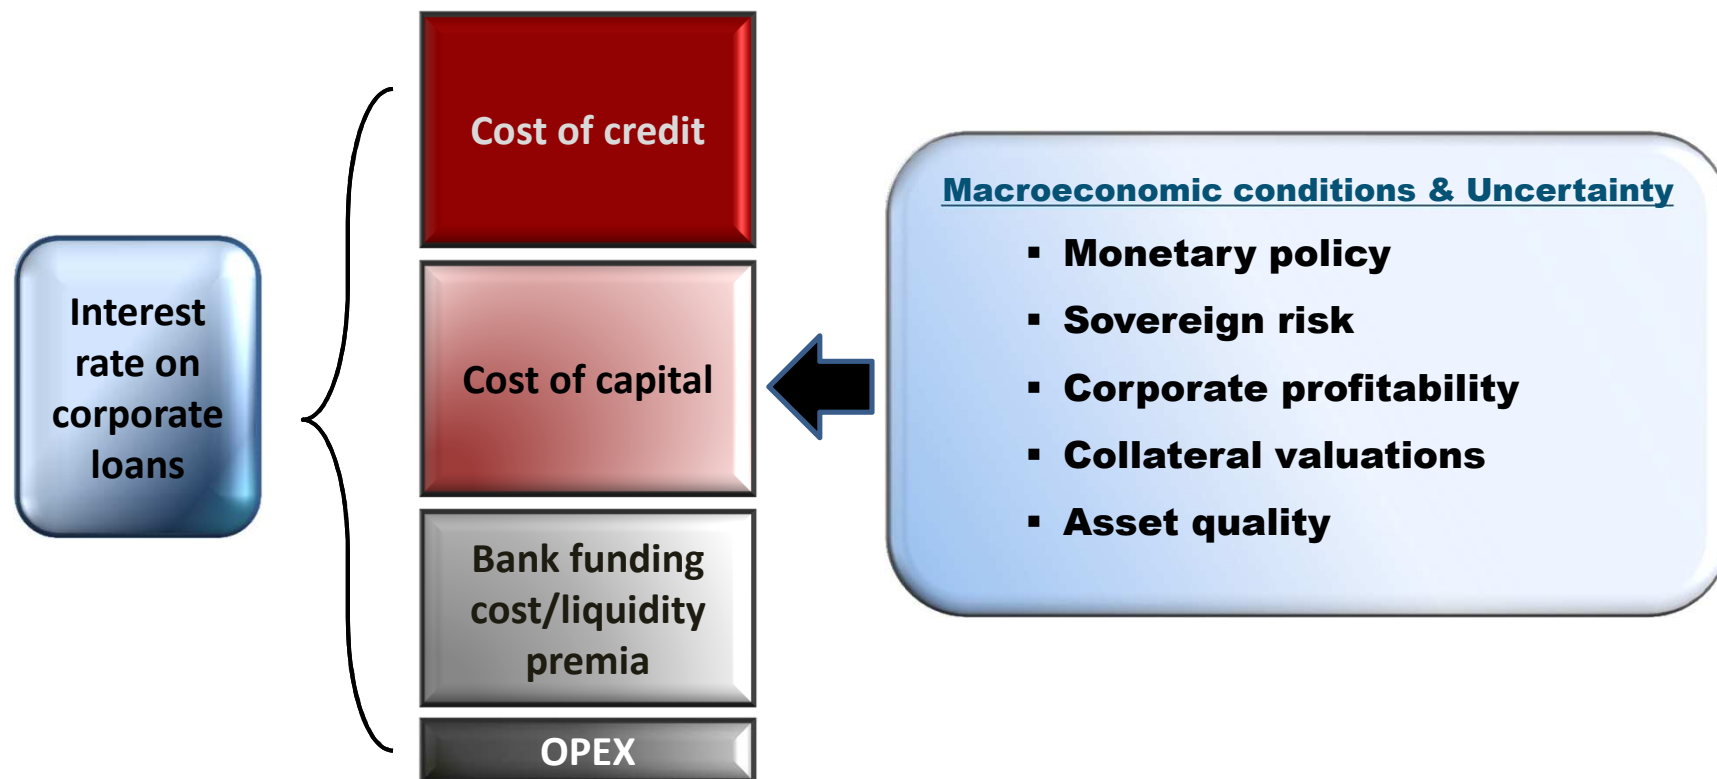 Interest
rate on
corporate
loans
Cost of credit
Cost of capital
Bank funding
cost/liquidity
premia
OPEX
Macroeconomic conditions & Uncertainty
▪ Monetary policy
▪ Sovereign risk
▪ Corporate profitability
▪ Collateral valuations
▪ Asset quality